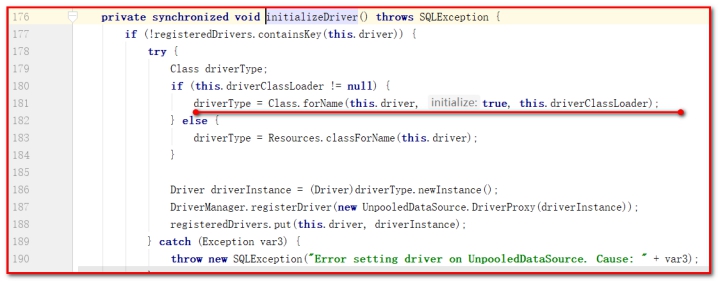 176 private synchronized void initializeDriver() throws SQLException {
177 if (!registeredDrivers.containsKey(this.driver)) {
178 try {
179 Class driverType;
180 if (this.driverClassLoader != null) {
181 driverType = Class.forName(this.driver, initialize: true, this.driverClassLoader);
182 } else {
183 driverType = Resources.classForName(this.driver);
184 }
185
186 Driver driverInstance = (Driver)driverType.newInstance();
187 DriverManager.registerDriver(new UnpooledDataSource.DriverProxy(driverInstance));
188 registeredDrivers.put(this.driver, driverInstance);
189 } catch (Exception var3) {
190 throw new SQLException("Error setting driver on UnpooledDataSource. Cause: " + var3);